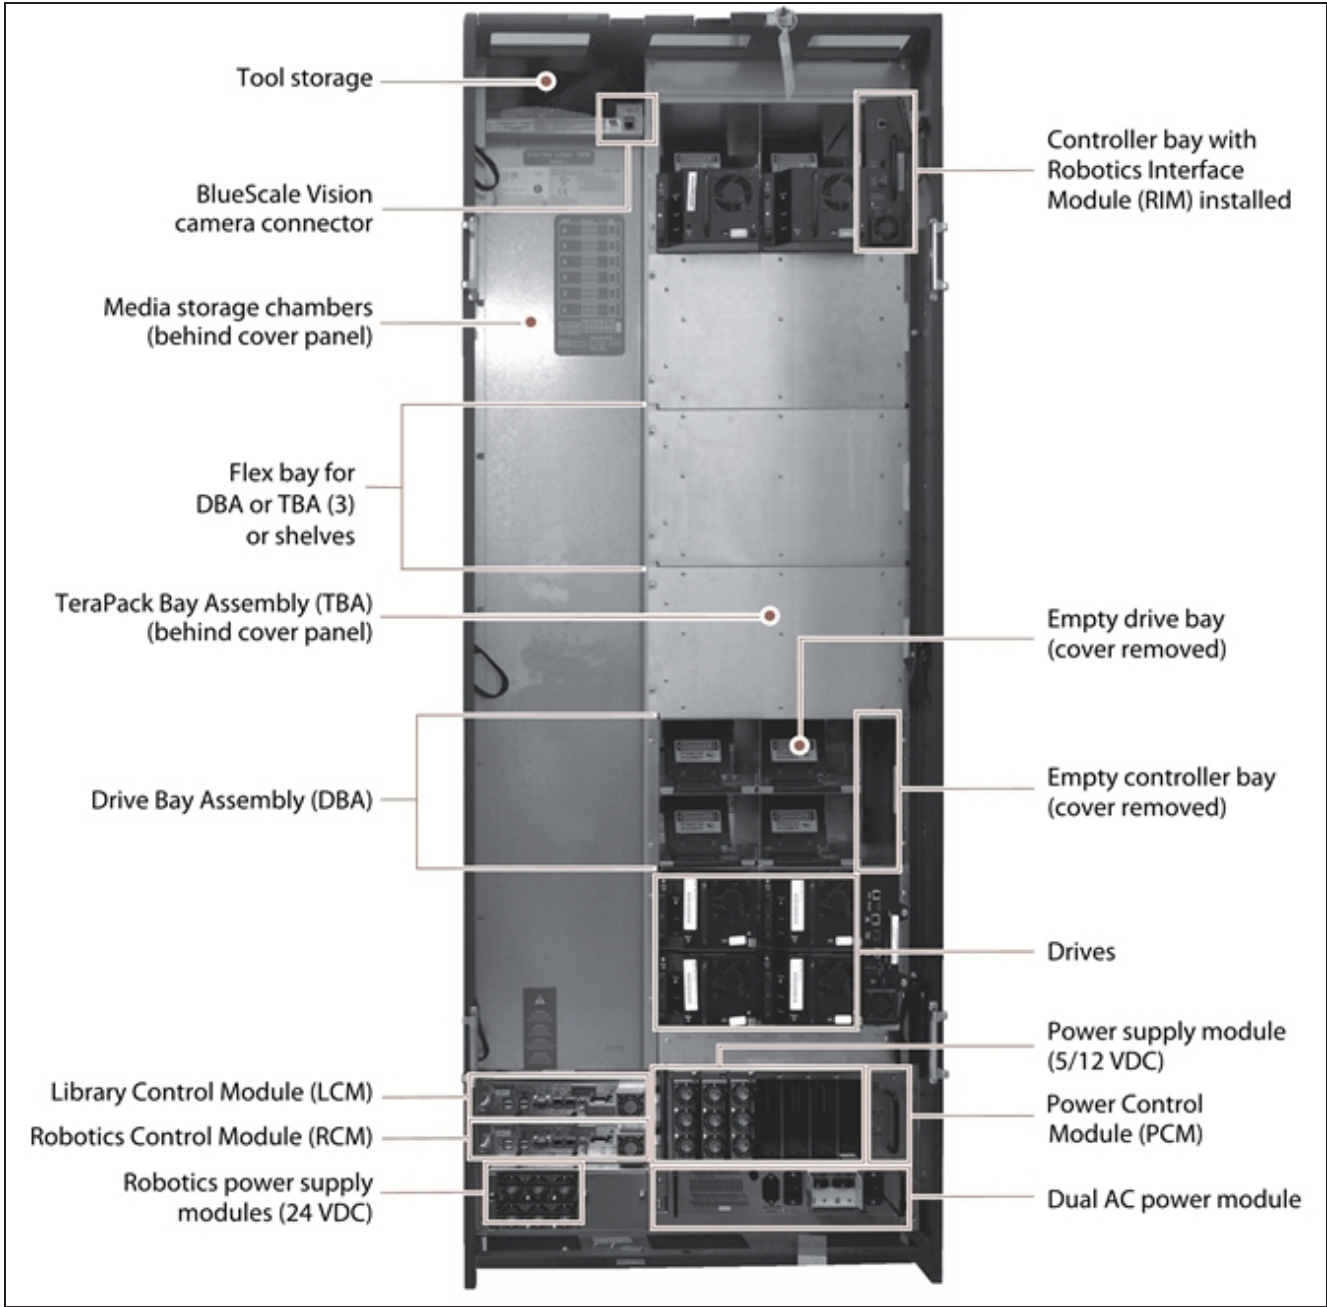 Tool storage
BlueScale Vision
camera connector
Media storage chambers
(behind cover panel)
Flex bay for
DBA or TBA (3)
or shelves
TeraPack Bay Assembly (TBA)
(behind cover panel)
Drive Bay Assembly (DBA)
Library Control Module (LCM)
Robotics Control Module (RCM)
Robotics power supply
modules (24 VDC)
Controller bay with
Robotics Interface
Module (RIM) installed
Empty drive bay
(cover removed)
Empty controller bay
(cover removed)
Drives
Power supply module
(5/12 VDC)
Power Control
Module (PCM)
Dual AC power module